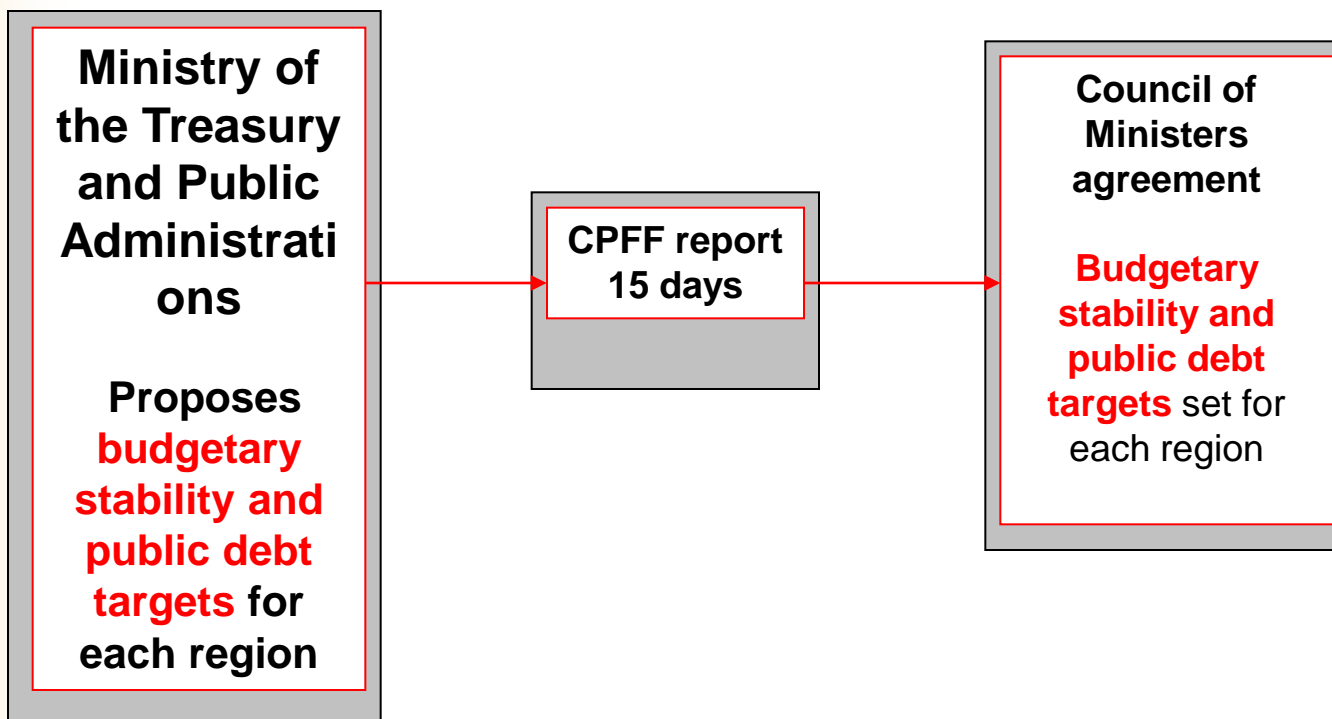 Ministry of
the Treasury
and Public
Administrati
ons
Proposes
budgetary
stability and
public debt
targets for
each region
CPFF report
15 days
Council of
Ministers
agreement
Budgetary
stability and
public debt
targets set for
each region